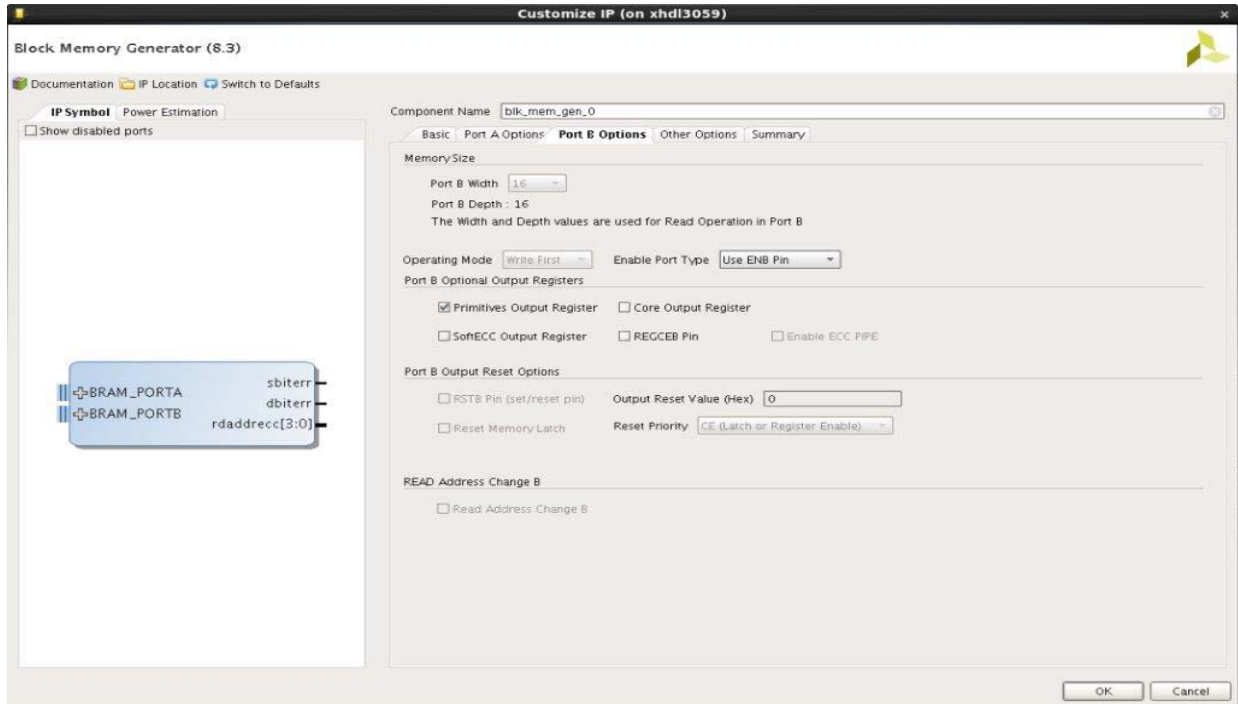 Customize IP (on xhdl3059)
Block Memory Generator (8.3)
Documentation IP Location Switch to Defaults
IP Symbol Power Estimation
Show disabled ports
BRAM_PORTA
BRAM_PORTB
sbiterr
dbiterr
rdaddrecc[3:0]
Component Name blk_mem_gen_0
Basic Port A Options Port B Options Other Options Summary
Memory Size
Port B Width 16
Port B Depth : 16
The Width and Depth values are used for Read Operation in Port B
Operating Mode Write First Enable Port Type Use ENB Pin
Port B Optional Output Registers
Primitives Output Register Core Output Register
SoftECC Output Register REGCEB Pin Enable ECC PIPE
Port B Output Reset Options
RSTB Pin (set/reset pin) Output Reset Value (Hex) 0
Reset Memory Latch Reset Priority CE (Latch or Register Enable)
READ Address Change B
Read Address Change B
OK Cancel